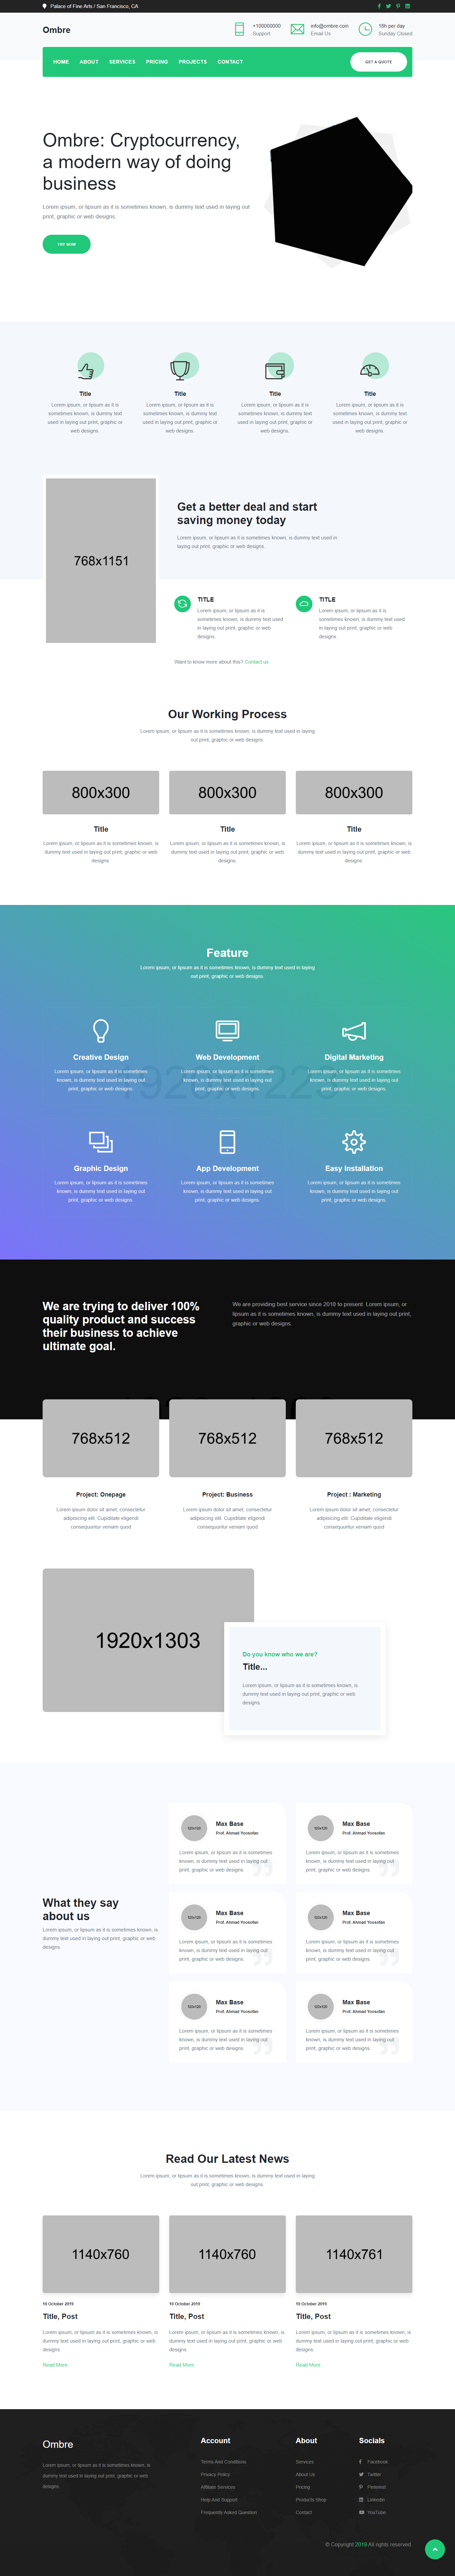 Palace of Fine Arts / San Francisco, CA
Ombre
+100000000
Support
info@ombre.com
Email Us
18h per day
Sunday Closed
HOME ABOUT SERVICES PRICING PROJECTS CONTACT
GET A QUOTE
Ombre: Cryptocurrency,
a modern way of doing
business
Lorem ipsum, or lipsum as it is sometimes known, is dummy text used in laying out
print, graphic or web designs.
TRY NOW
Title
Lorem ipsum, or lipsum as it is
sometimes known, is dummy text
used in laying out print, graphic or
web designs.
Title
Lorem ipsum, or lipsum as it is
sometimes known, is dummy text
used in laying out print, graphic or
web designs.
Title
Lorem ipsum, or lipsum as it is
sometimes known, is dummy text
used in laying out print, graphic or
web designs.
Title
Lorem ipsum, or lipsum as it is
sometimes known, is dummy text
used in laying out print, graphic or
web designs.
768x1151
Get a better deal and start
saving money today
Lorem ipsum, or lipsum as it is sometimes known, is dummy text used in
laying out print, graphic or web designs.
TITLE
Lorem ipsum, or lipsum as it is
sometimes known, is dummy text used
in laying out print, graphic or web
designs.
TITLE
Lorem ipsum, or lipsum as it is
sometimes known, is dummy text used
in laying out print, graphic or web
designs.
Want to know more about this? Contact us
Our Working Process
Lorem ipsum, or lipsum as it is sometimes known, is dummy text used in laying
out print, graphic or web designs.
800x300
Title
Lorem ipsum, or lipsum as it is sometimes known, is
dummy text used in laying out print, graphic or web
designs.
800x300
Title
Lorem ipsum, or lipsum as it is sometimes known, is
dummy text used in laying out print, graphic or web
designs.
800x300
Title
Lorem ipsum, or lipsum as it is sometimes known, is
dummy text used in laying out print, graphic or web
designs.
Feature
Lorem ipsum, or lipsum as it is sometimes known, is dummy text used in laying
out print, graphic or web designs.
Creative Design
Lorem ipsum, or lipsum as it is sometimes
known, is dummy text used in laying out
print, graphic or web designs.
Web Development
Lorem ipsum, or lipsum as it is sometimes
known, is dummy text used in laying out
print, graphic or web designs.
Digital Marketing
Lorem ipsum, or lipsum as it is sometimes
known, is dummy text used in laying out
print, graphic or web designs.
Graphic Design
Lorem ipsum, or lipsum as it is sometimes
known, is dummy text used in laying out
print, graphic or web designs.
App Development
Lorem ipsum, or lipsum as it is sometimes
known, is dummy text used in laying out
print, graphic or web designs.
Easy Installation
Lorem ipsum, or lipsum as it is sometimes
known, is dummy text used in laying out
print, graphic or web designs.
We are trying to deliver 100%
quality product and success
their business to achieve
ultimate goal.
We are providing best service since 2018 to present. Lorem ipsum, or
lipsum as it is sometimes known, is dummy text used in laying out print,
graphic or web designs.
768x512
Project: Onepage
Lorem ipsum dolor sit amet, consectetur
adipisicing elit. Cupiditate eligendi
consequuntur veniam quod
768x512
Project: Business
Lorem ipsum dolor sit amet, consectetur
adipisicing elit. Cupiditate eligendi
consequuntur veniam quod
768x512
Project : Marketing
Lorem ipsum dolor sit amet, consectetur
adipisicing elit. Cupiditate eligendi
consequuntur veniam quod
1920x1303
Do you know who we are?
Title...
Lorem ipsum, or lipsum as it is sometimes known, is
dummy text used in laying out print, graphic or web
designs.
What they say
about us
Lorem ipsum, or lipsum as it is sometimes known, is
dummy text used in laying out print, graphic or web
designs.
Max Base
Prof. Ahmad Yoosofan
Lorem ipsum, or lipsum as it is sometimes
known, is dummy text used in laying out
print, graphic or web designs.
Max Base
Prof. Ahmad Yoosofan
Lorem ipsum, or lipsum as it is sometimes
known, is dummy text used in laying out
print, graphic or web designs.
Max Base
Prof. Ahmad Yoosofan
Lorem ipsum, or lipsum as it is sometimes
known, is dummy text used in laying out
print, graphic or web designs.
Max Base
Prof. Ahmad Yoosofan
Lorem ipsum, or lipsum as it is sometimes
known, is dummy text used in laying out
print, graphic or web designs.
Max Base
Prof. Ahmad Yoosofan
Lorem ipsum, or lipsum as it is sometimes
known, is dummy text used in laying out
print, graphic or web designs.
Max Base
Prof. Ahmad Yoosofan
Lorem ipsum, or lipsum as it is sometimes
known, is dummy text used in laying out
print, graphic or web designs.
Read Our Latest News
Lorem ipsum, or lipsum as it is sometimes known, is dummy text used in laying
out print, graphic or web designs.
1140x760
10 October 2019
Title, Post
Lorem ipsum, or lipsum as it is sometimes known, is
dummy text used in laying out print, graphic or web
designs.
Read More
1140x760
10 October 2019
Title, Post
Lorem ipsum, or lipsum as it is sometimes known, is
dummy text used in laying out print, graphic or web
designs.
Read More
1140x761
10 October 2019
Title, Post
Lorem ipsum, or lipsum as it is sometimes known, is
dummy text used in laying out print, graphic or web
designs.
Read More
Ombre
Lorem ipsum, or lipsum as it is sometimes known, is
dummy text used in laying out print, graphic or web
designs.
Account
Terms And Conditions
Privacy Policy
Affiliate Services
Help And Support
Frequently Asked Question
About
Services
About Us
Pricing
Products Shop
Contact
Socials
Facebook
Twitter
Pinterest
Linkedin
YouTube
© Copyright 2019 All rights reserved.